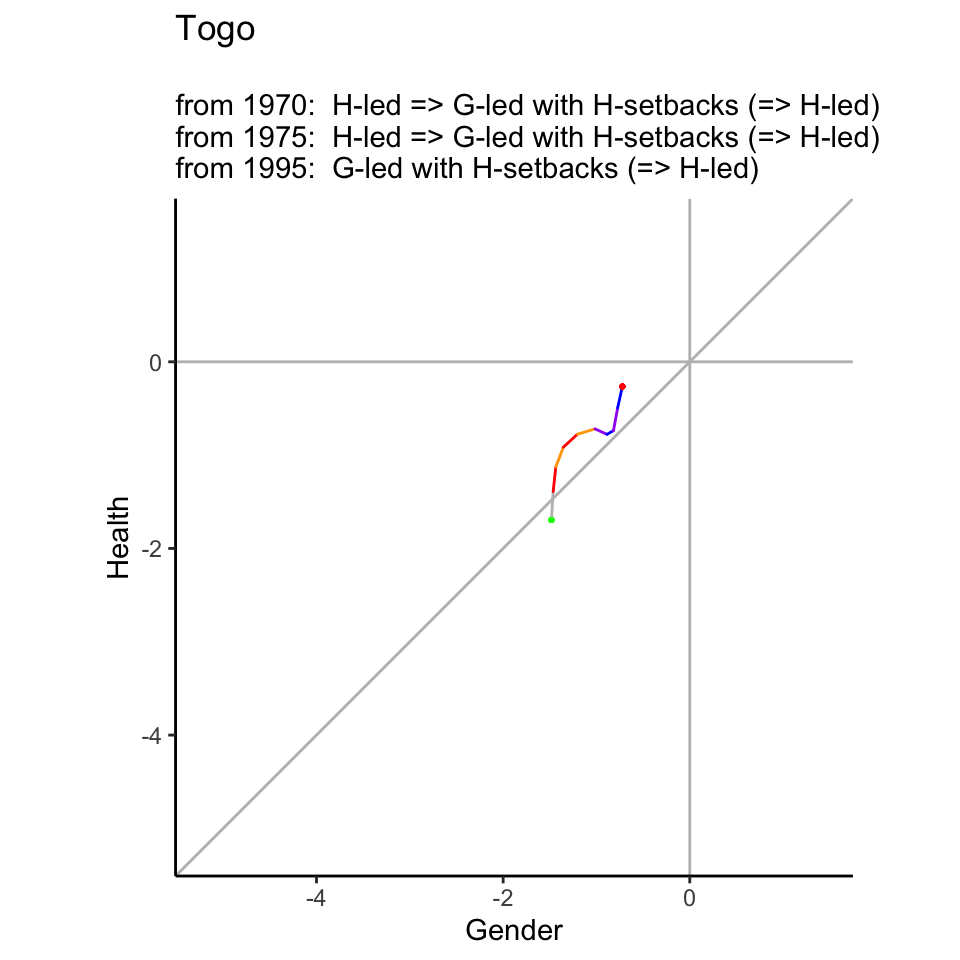 Togo
from 1970:  H-led => G-led with H-setbacks (=> H-led)
from 1975:  H-led => G-led with H-setbacks (=> H-led)
from 1995:  G-led with H-setbacks (=> H-led)
0
-2
-4
Health
-4
-2
0
Gender